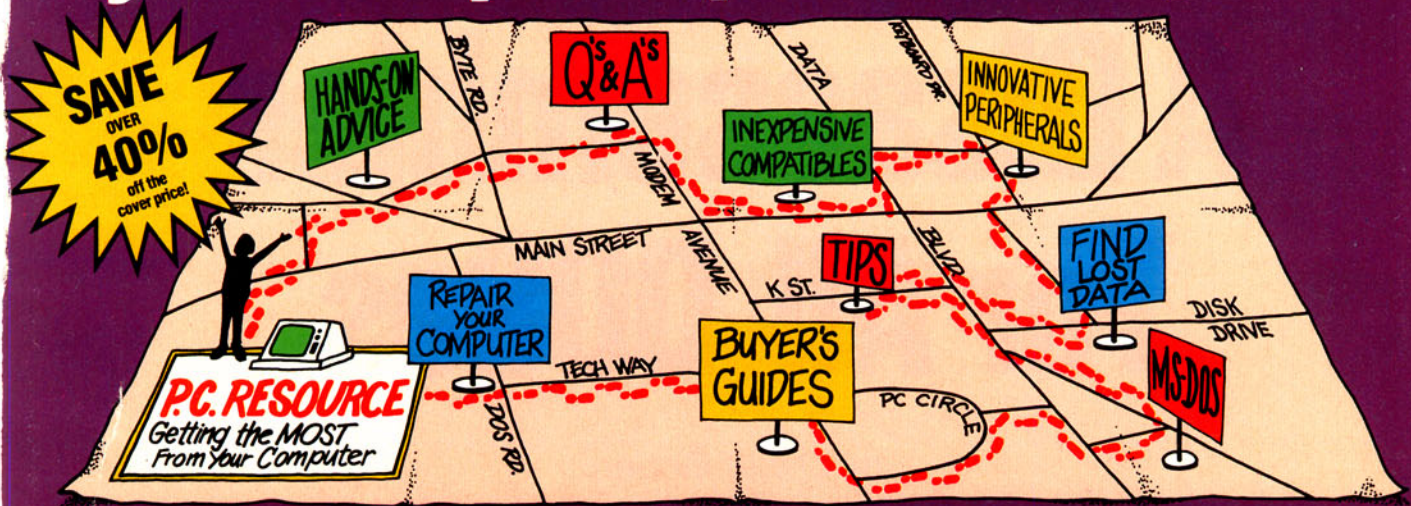 SAVE
OVER
40%
off the
cover price!
HANDS-ON
ADVICE
BYTE RD.
Q's & A's
DATA
KEYBOARD DR.
INNOVATIVE
PERIPHERALS
INEXPENSIVE
COMPATIBLES
MODEM
MAIN STREET
AVENUE
TIPS
BLVD.
FIND
LOST
DATA
K ST.
DISK
DRIVE
REPAIR
YOUR
COMPUTER
TECH WAY
BUYER'S
GUIDES
PC CIRCLE
MS-DOS
DOS RD.
P.C. RESOURCE
Getting the MOST
From Your Computer